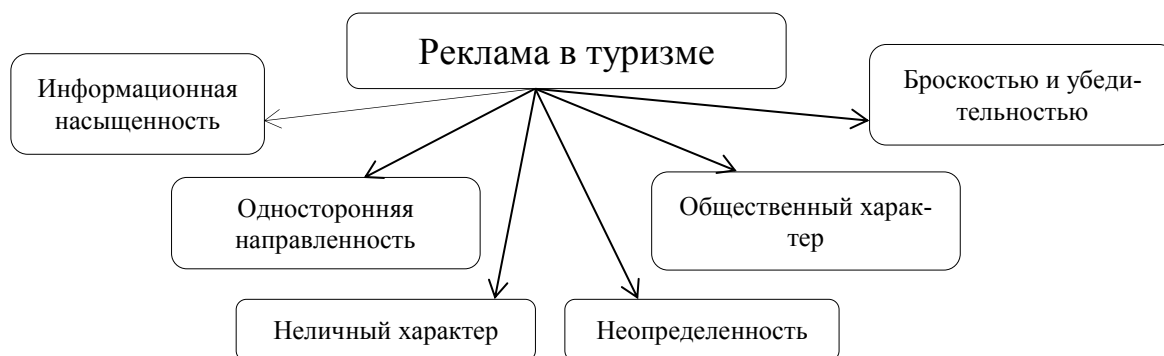 Реклама в туризме
Информационная
насыщенность
Броскостью и убеди-
тельностью
Односторонняя
направленность
Общественный харак-
тер
Неличный характер
Неопределенность